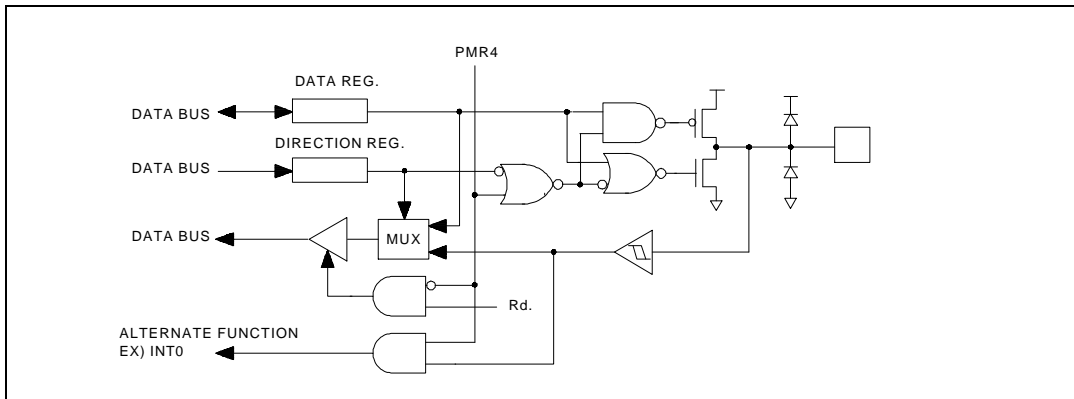 PMR4
DATA REG.
DATA BUS
DIRECTION REG.
DATA BUS
DATA BUS
MUX
Rd.
ALTERNATE FUNCTION
EX) INT0